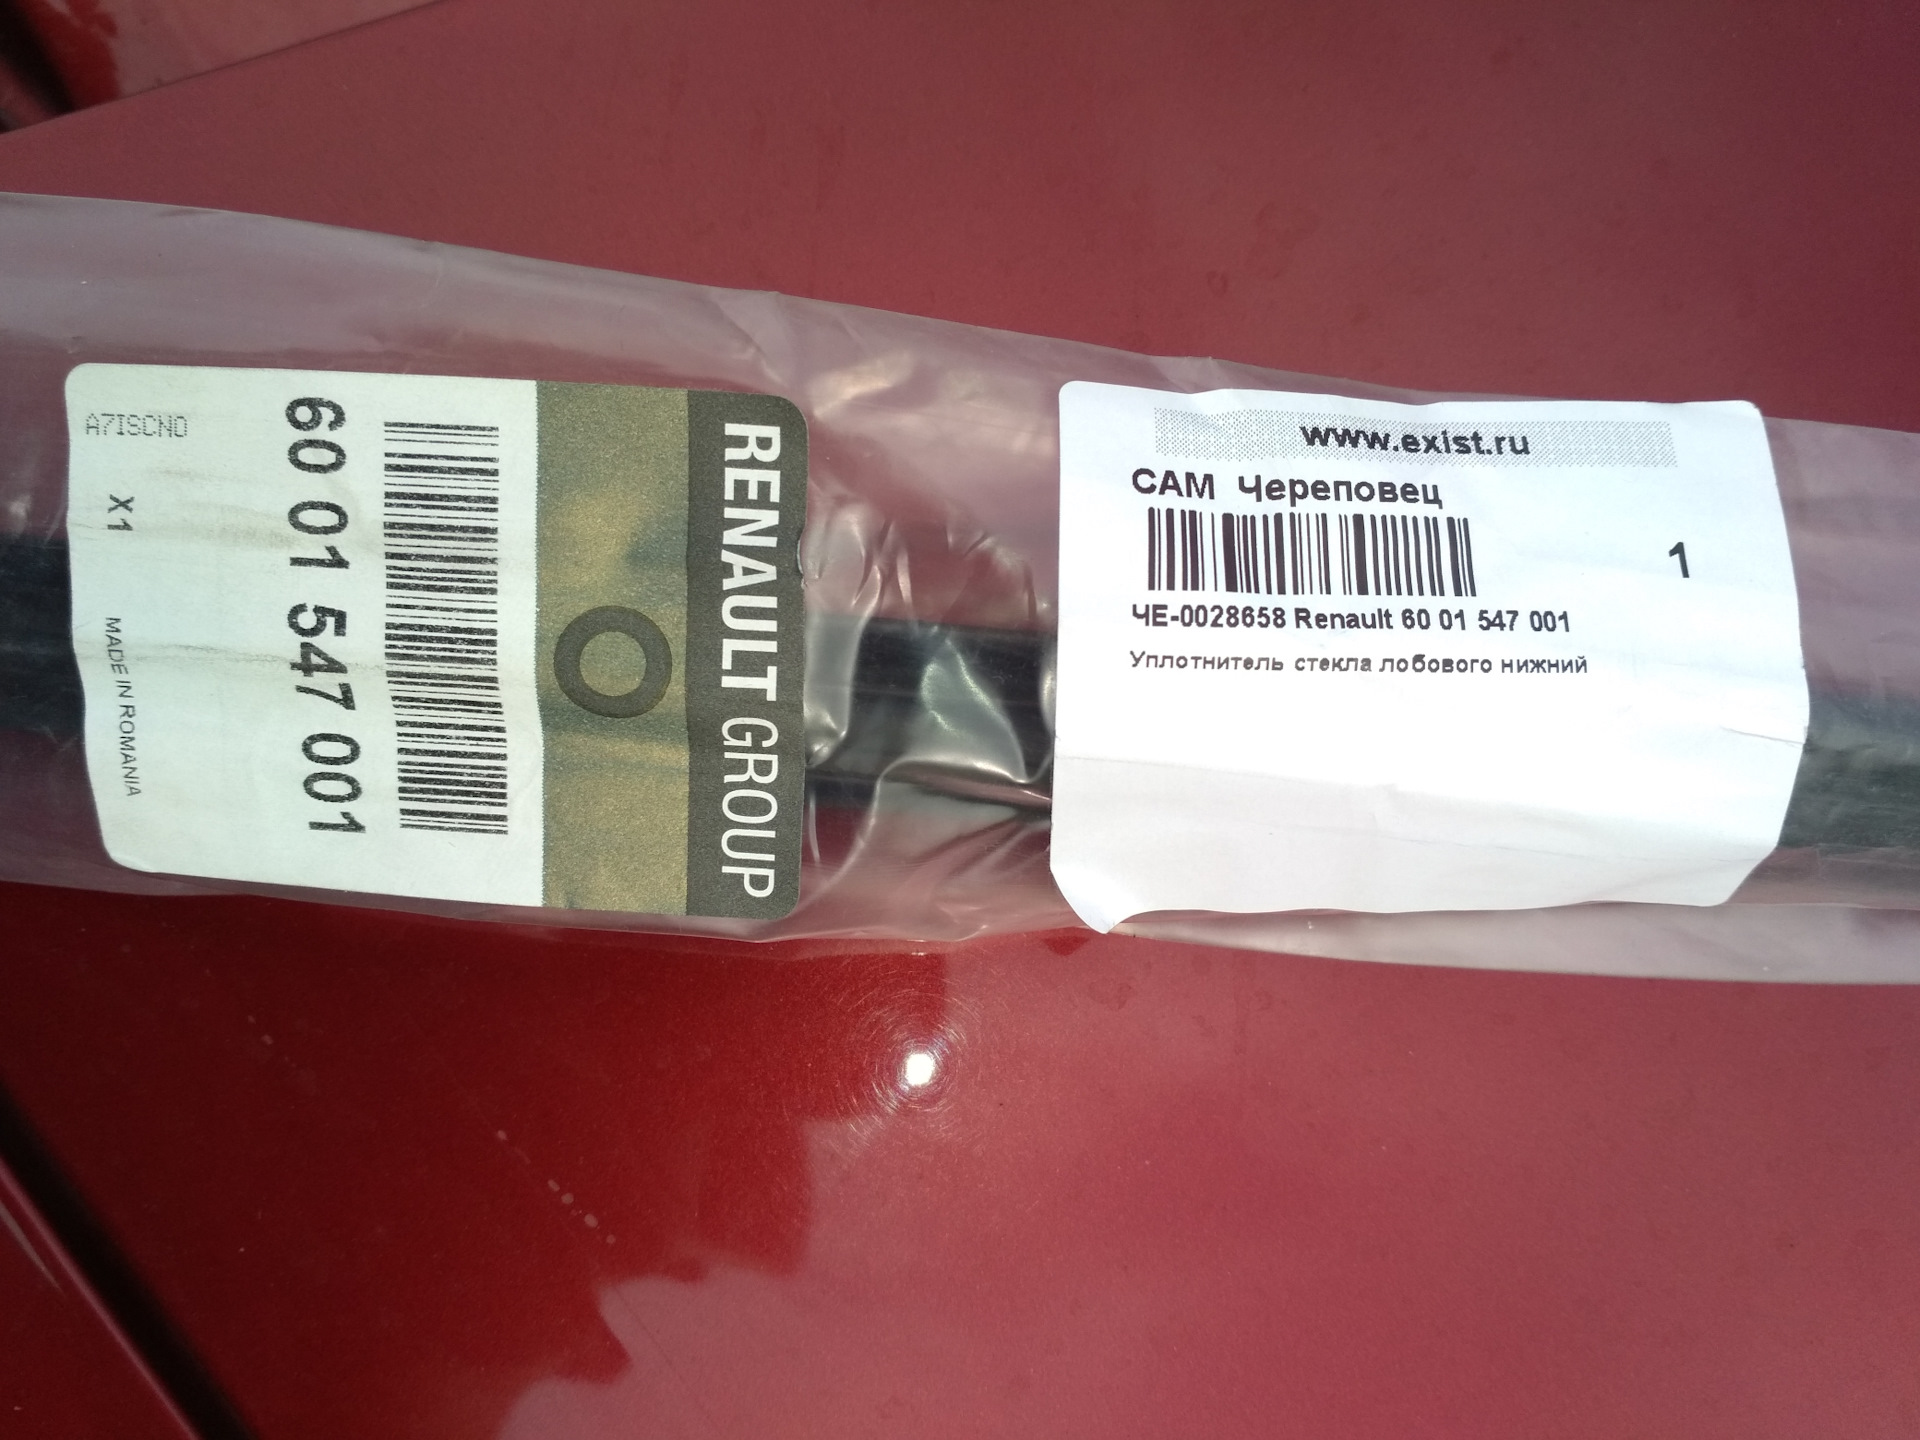 RENAULT GROUP
60 01 547 001
A7ISCNO
X1
MADE IN ROMANIA
www.exist.ru
САМ Череповец
1
ЧЕ-0028658 Renault 60 01 547 001
Уплотнитель стекла лобового нижний